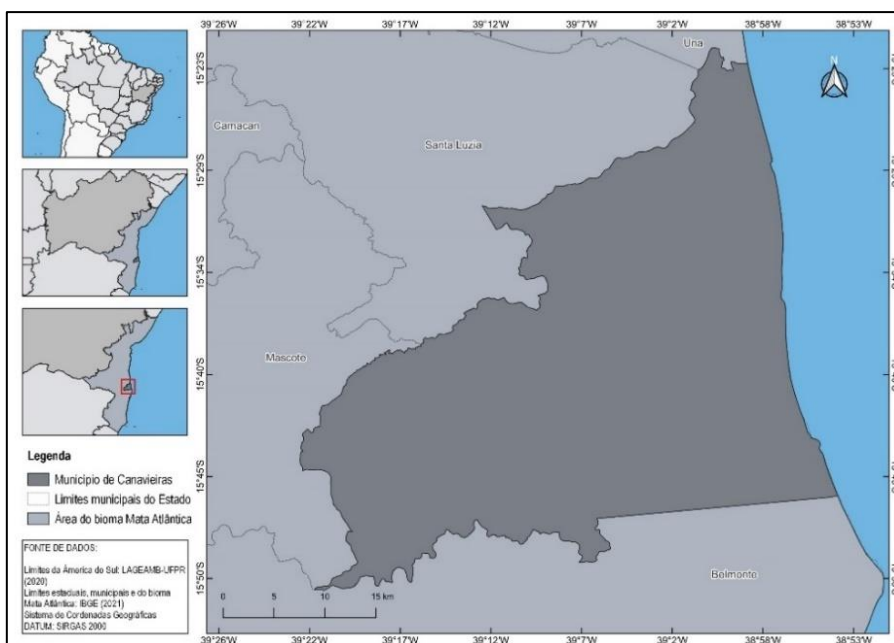 39°26'W 39°22'W 39°17'W 39°12'W 39°7'W 39°2'W 38°58'W 38°53'W
Una
N
15°23'S
Camacan
Santa Luzia
15°29'S
15°34'S
Mascote
15°40'S
15°45'S
15°50'S
Belmonte
0 5 10 15 km
39°26'W 39°22'W 39°17'W 39°12'W 39°7'W 39°2'W 38°58'W 38°53'W
Legenda
Município de Canavieiras
Limites municipais do Estado
Área do bioma Mata Atlântica
FONTE DE DADOS:
Limites da Ámerica do Sul: LAGEAMB-UFPR
(2020)
Limites estaduais, municipais e do bioma
Mata Atlântica: IBGE (2021)
Sistema de Cordenadas Geográficas
DATUM: SIRGAS 2000